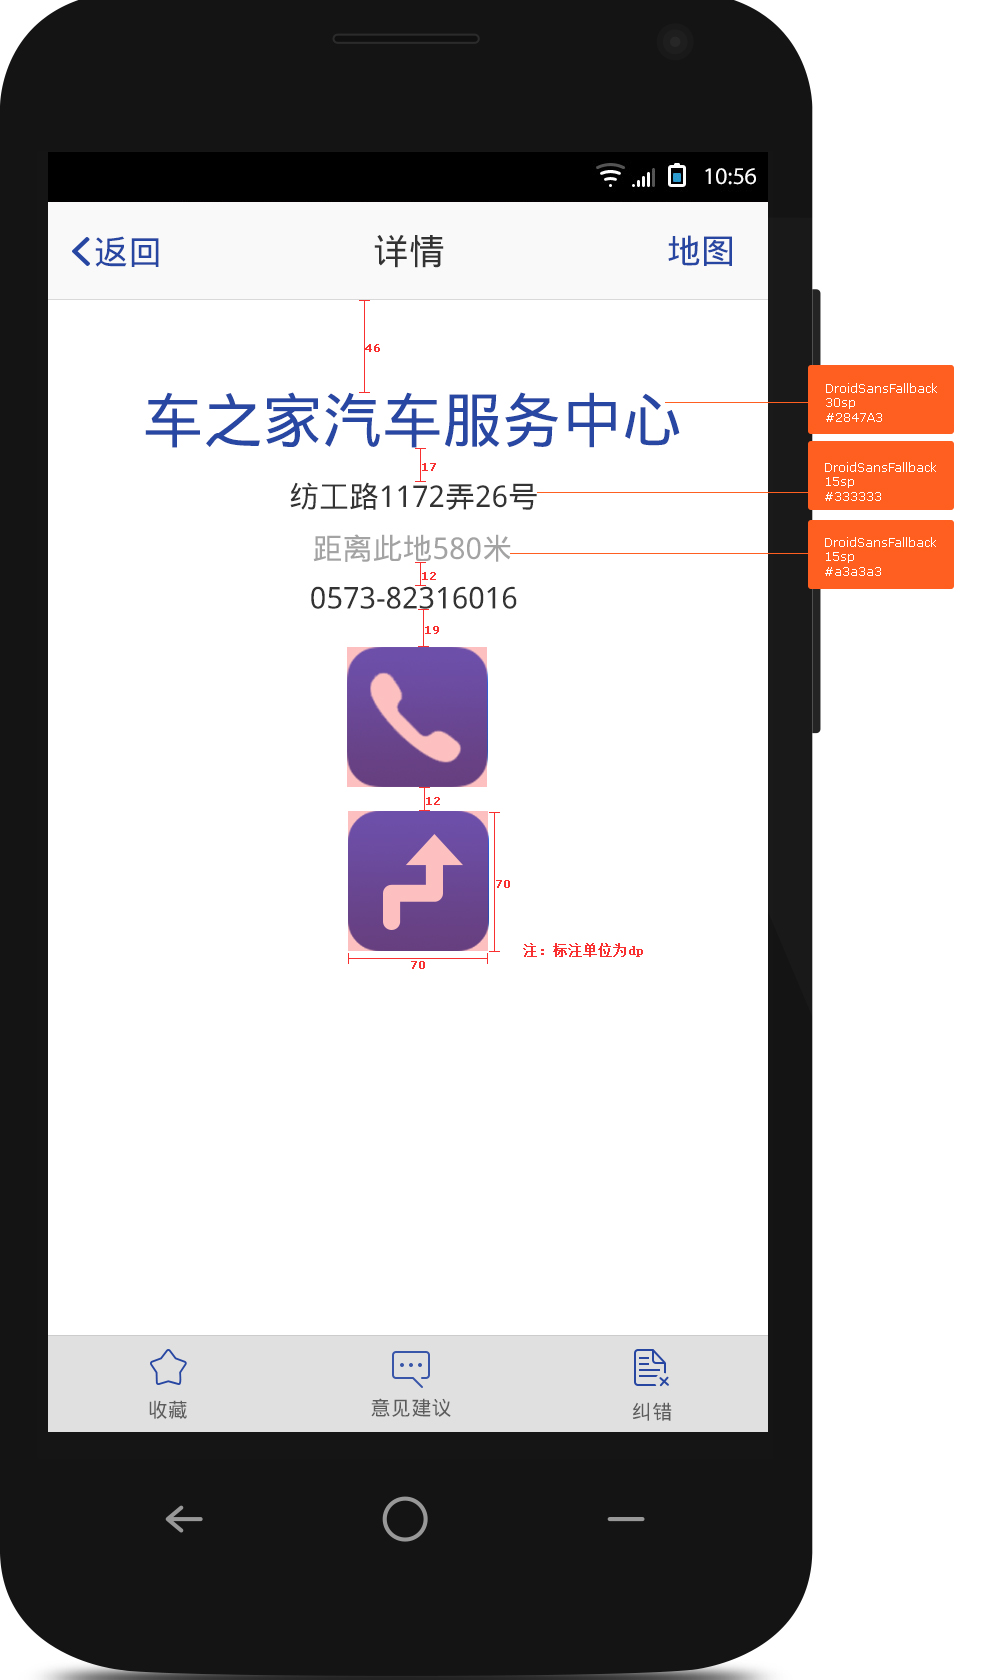 10:56
返回
详情
地图
46
车之家汽车服务中心
DroidSansFallback
30sp
#2847A3
17
纺工路1172弄26号
DroidSansFallback
15sp
#333333
距离此地580米
DroidSansFallback
15sp
#a3a3a3
12
0573-82316016
19
12
70
70
注：标注单位为dp
收藏
意见建议
纠错